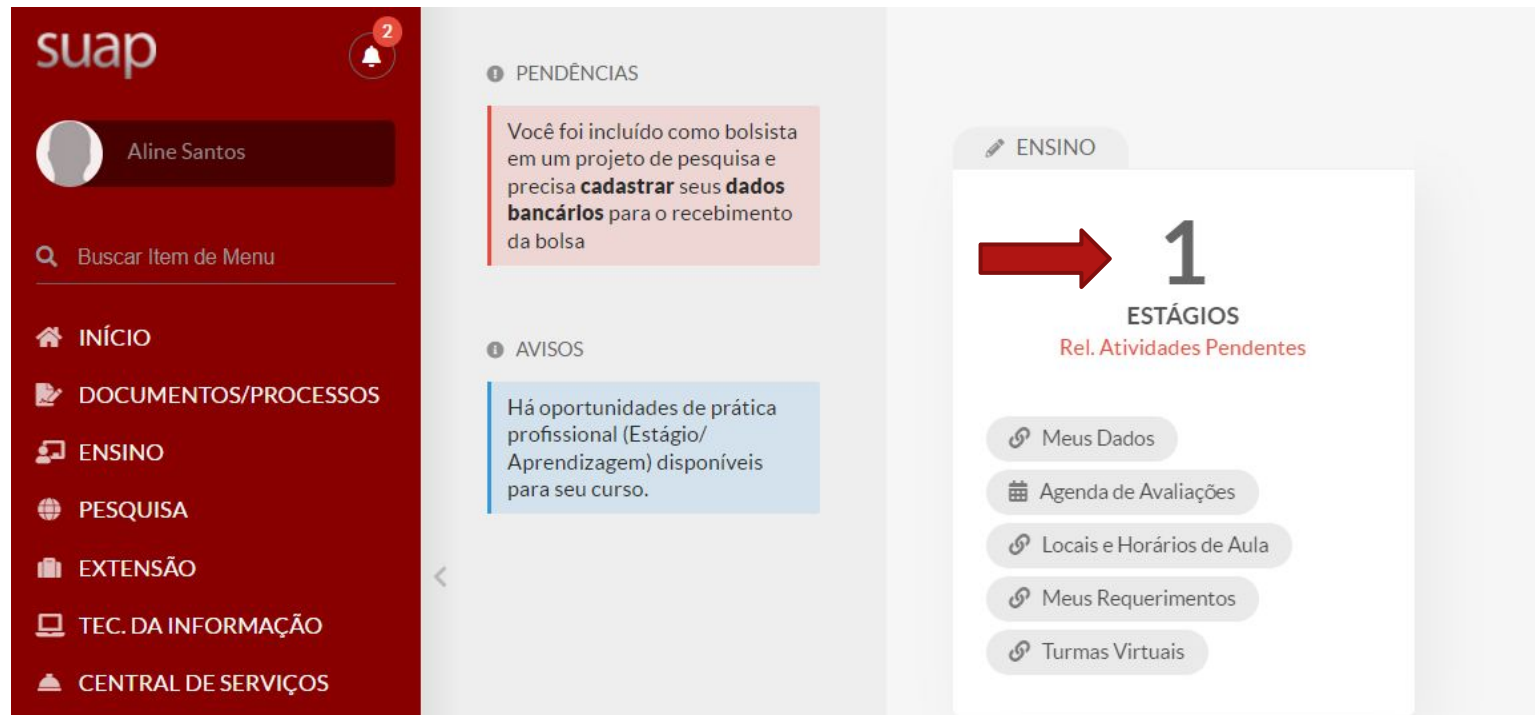 suap
2
Aline Santos
Buscar Item de Menu
INÍCIO
DOCUMENTOS/PROCESSOS
ENSINO
PESQUISA
EXTENSÃO
TEC. DA INFORMAÇÃO
CENTRAL DE SERVIÇOS
PENDÊNCIAS
Você foi incluído como bolsista
em um projeto de pesquisa e
precisa cadastrar seus dados
bancários para o recebimento
da bolsa
AVISOS
Há oportunidades de prática
profissional (Estágio/
Aprendizagem) disponíveis
para seu curso.
ENSINO
1
ESTÁGIOS
Rel. Atividades Pendentes
Meus Dados
Agenda de Avaliações
Locais e Horários de Aula
Meus Requerimentos
Turmas Virtuais